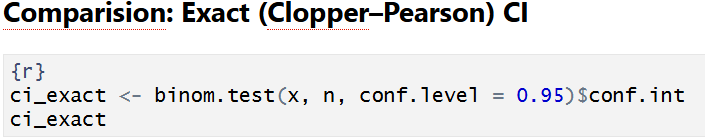 Comparision: Exact (Clopper–Pearson) CI
{r}
ci_exact <- binom.test(x, n, conf.level = 0.95)$conf.int
ci_exact